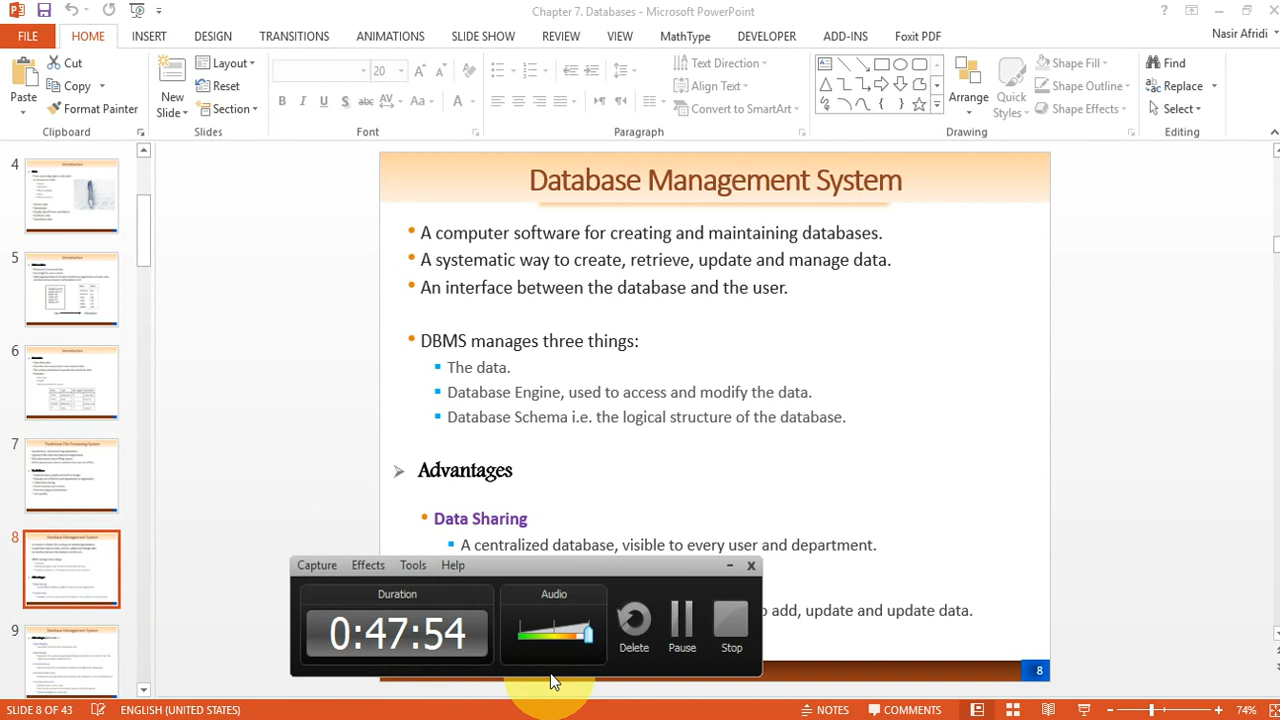 Chapter 7. Databases - Microsoft PowerPoint
FILE HOME INSERT DESIGN TRANSITIONS ANIMATIONS SLIDE SHOW REVIEW VIEW MathType DEVELOPER ADD-INS Foxit PDF Nasir Afridi
Paste
Cut
Copy
Format Painter
Clipboard
New
Slide
Layout
Reset
Section
Slides
20
Font
Text Direction
Align Text
Convert to SmartArt
Paragraph
Arrange
Quick
Styles
Shape Fill
Shape Outline
Shape Effects
Drawing
Find
Replace
Select
Editing
4
5
6
7
8
9
Database Management System
A computer software for creating and maintaining databases.
A systematic way to create, retrieve, update and manage data.
An interface between the database and the user.
DBMS manages three things:
The data.
Database Engine, used to access and modify the data.
Database Schema i.e. the logical structure of the database.
Data Sharing
database, visible to every user and department.
to add, update and update data.
8
Effects
Help
Duration
Audio
0:47:54
Delete
Pause
Stop
SLIDE 8 OF 43 ENGLISH (UNITED STATES) NOTES COMMENTS 74%